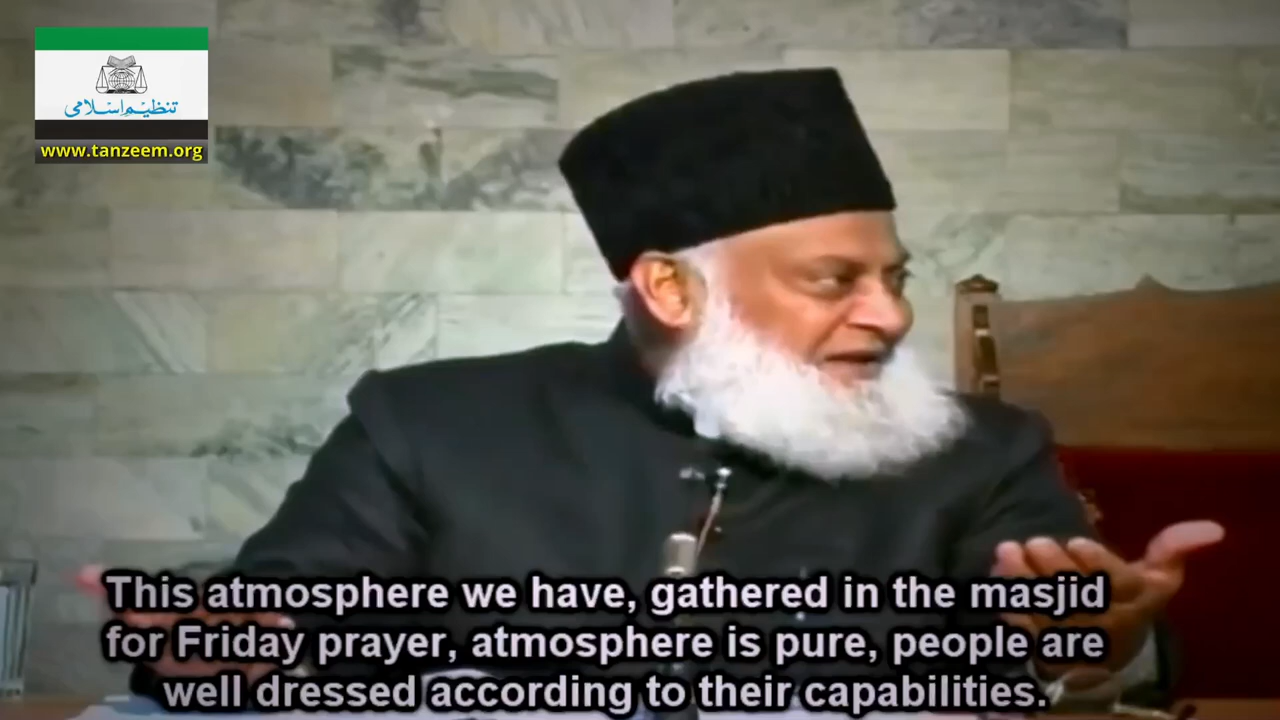 تنظیمِ اسلامی
www.tanzeem.org
This atmosphere we have, gathered in the masjid
for Friday prayer, atmosphere is pure, people are
well dressed according to their capabilities.